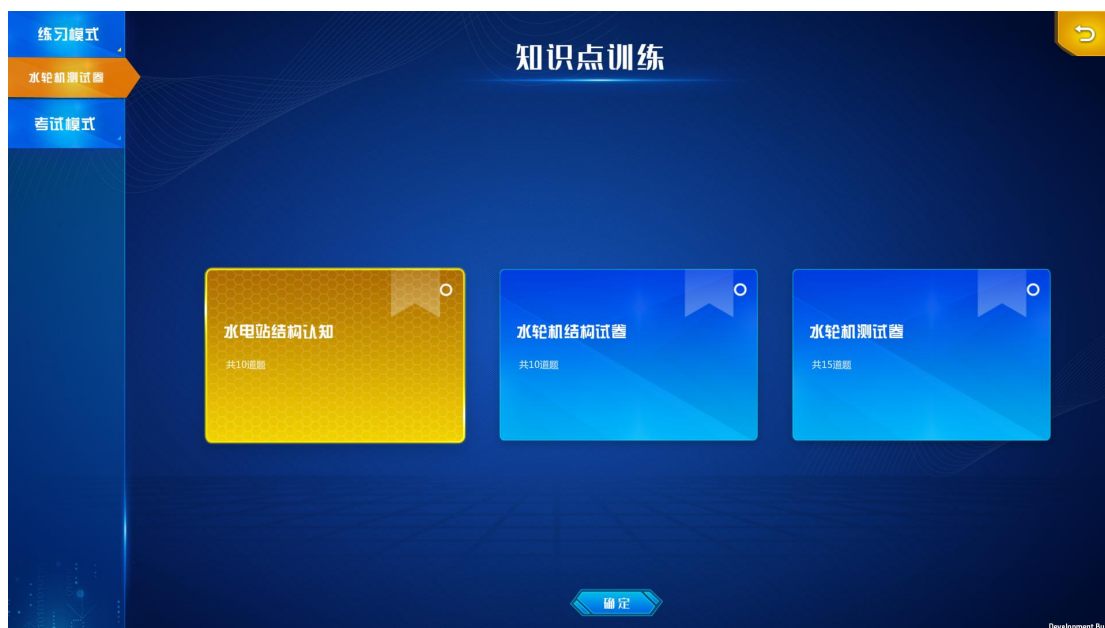 练习模式
水轮机测试卷
考试模式
知识点训练
水电站结构认知
共10道题
水轮机结构试卷
共10道题
水轮机测试卷
共15道题
确定
Development Bu